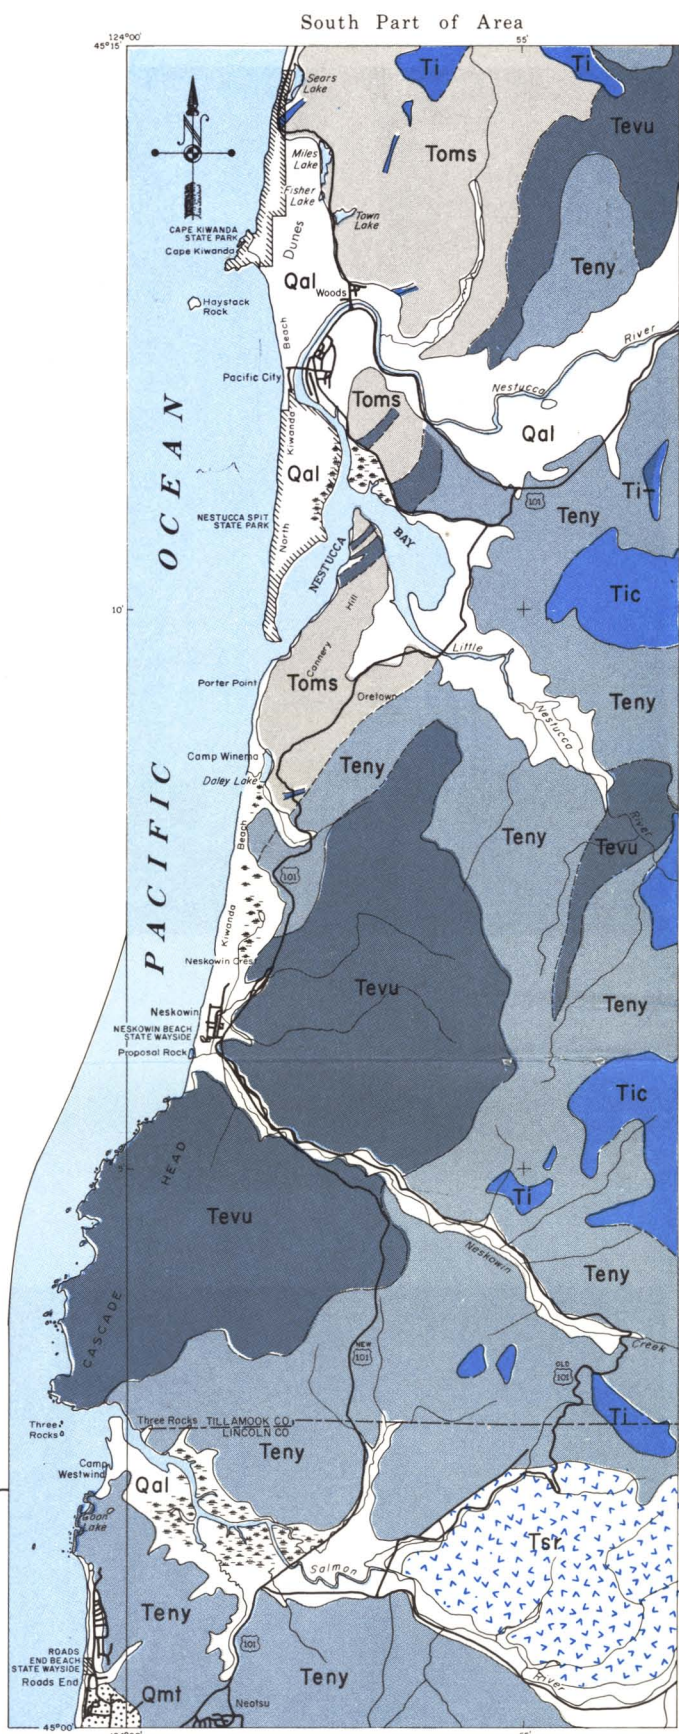 South Part of Area
124°00'
45°15'
55'
Sears
Lake
Ti
Ti
Tevu
N
Miles
Lake
Toms
Fisher
Lake
Town
Lake
CAPE KIWANDA
STATE PARK
Cape Kiwanda
Dunes
Teny
Qal
Woods
Haystack
Rock
River
Beach
Pacific City
Nestucca
Toms
Kiwanda
Qal
OCEAN
Qal
Ti
101
Teny
NESTUCCA SPIT
STATE PARK
North
NESTUCCA
BAY
Tic
10'
Hill
Little
Cannery
Porter Point
Toms
Oretown
Teny
Nestucca
Camp Winema
Daley Lake
Teny
PACIFIC
River
Beach
Teny
Tevu
101
Kiwanda
Neskowin Crest
Tevu
Teny
Neskowin
NESKOWIN BEACH
STATE WAYSIDE
Proposal Rock
Tic
5'
HEAD
Ti
Tevu
Neskowin
Teny
CASCADE
Creek
NEW
101
OLD
101
Ti
Three
Rocks
Three Rocks
TILLAMOOK CO.
LINCOLN CO.
Teny
Camp
Westwind
Qal
Goon
Lake
Tsr
Salmon
Teny
101
ROADS
END BEACH
STATE WAYSIDE
Roads End
Teny
River
Qmt
Neotsu
45°00'